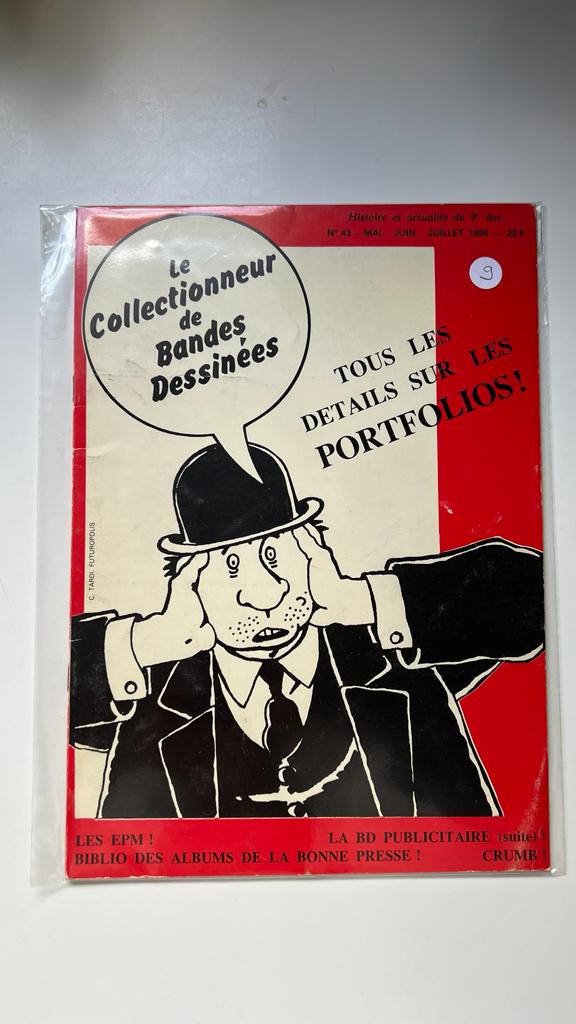 Histoire et actualité du 9e Art
N° 43 - MAI - JUIN - JUILLET 1984 — 22 F
9
Le
Collectionneur
de
Bandes
Dessinées
TOUS LES
DETAILS SUR LES
PORTFOLIOS!
C. TARDI. FUTUROPOLIS
LES EPM ! LA BD PUBLICITAIRE (suite) !
BIBLIO DES ALBUMS DE LA BONNE PRESSE ! CRUMB !